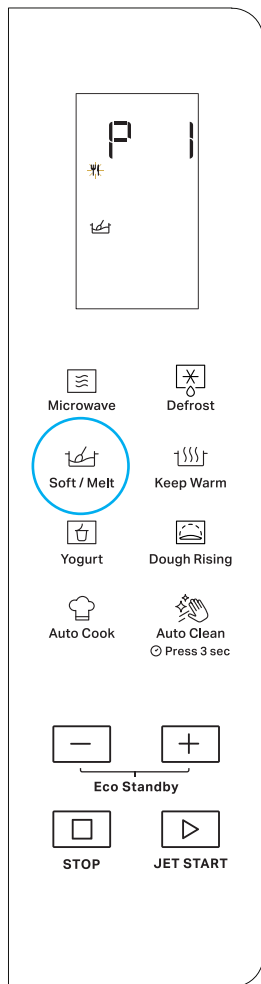 P 1
Microwave Defrost
Soft / Melt Keep Warm
Yogurt Dough Rising
Auto Cook Auto Clean
Press 3 sec
− +
Eco Standby
STOP JET START